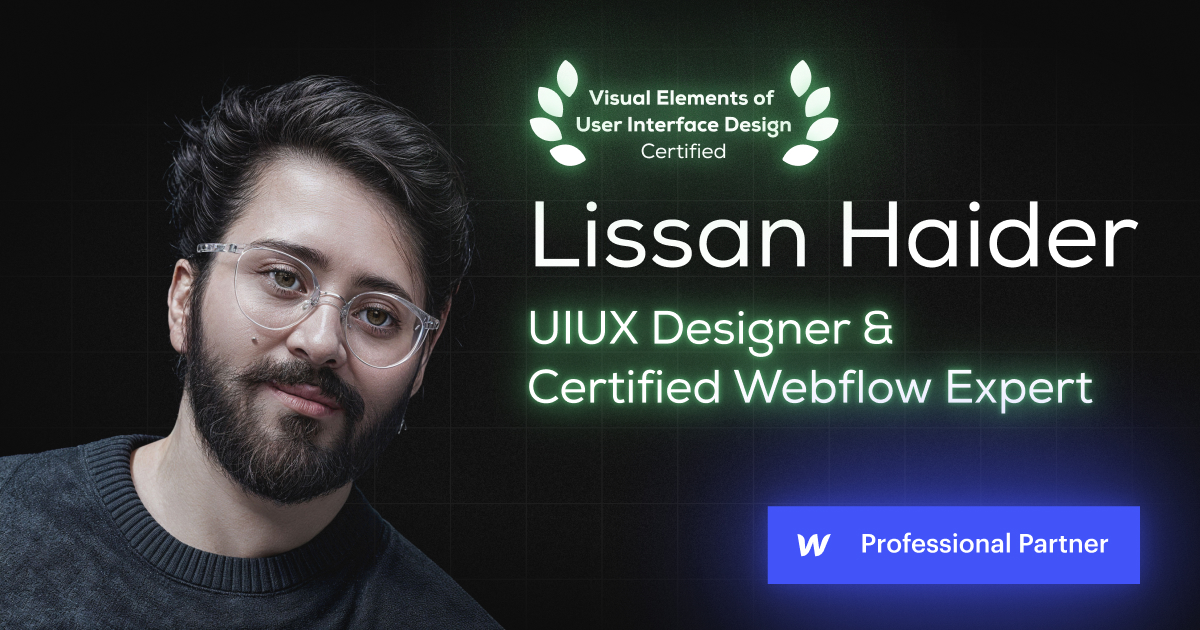 Visual Elements of
User Interface Design
Certified
Lissan Haider
UIUX Designer &
Certified Webflow Expert
W Professional Partner